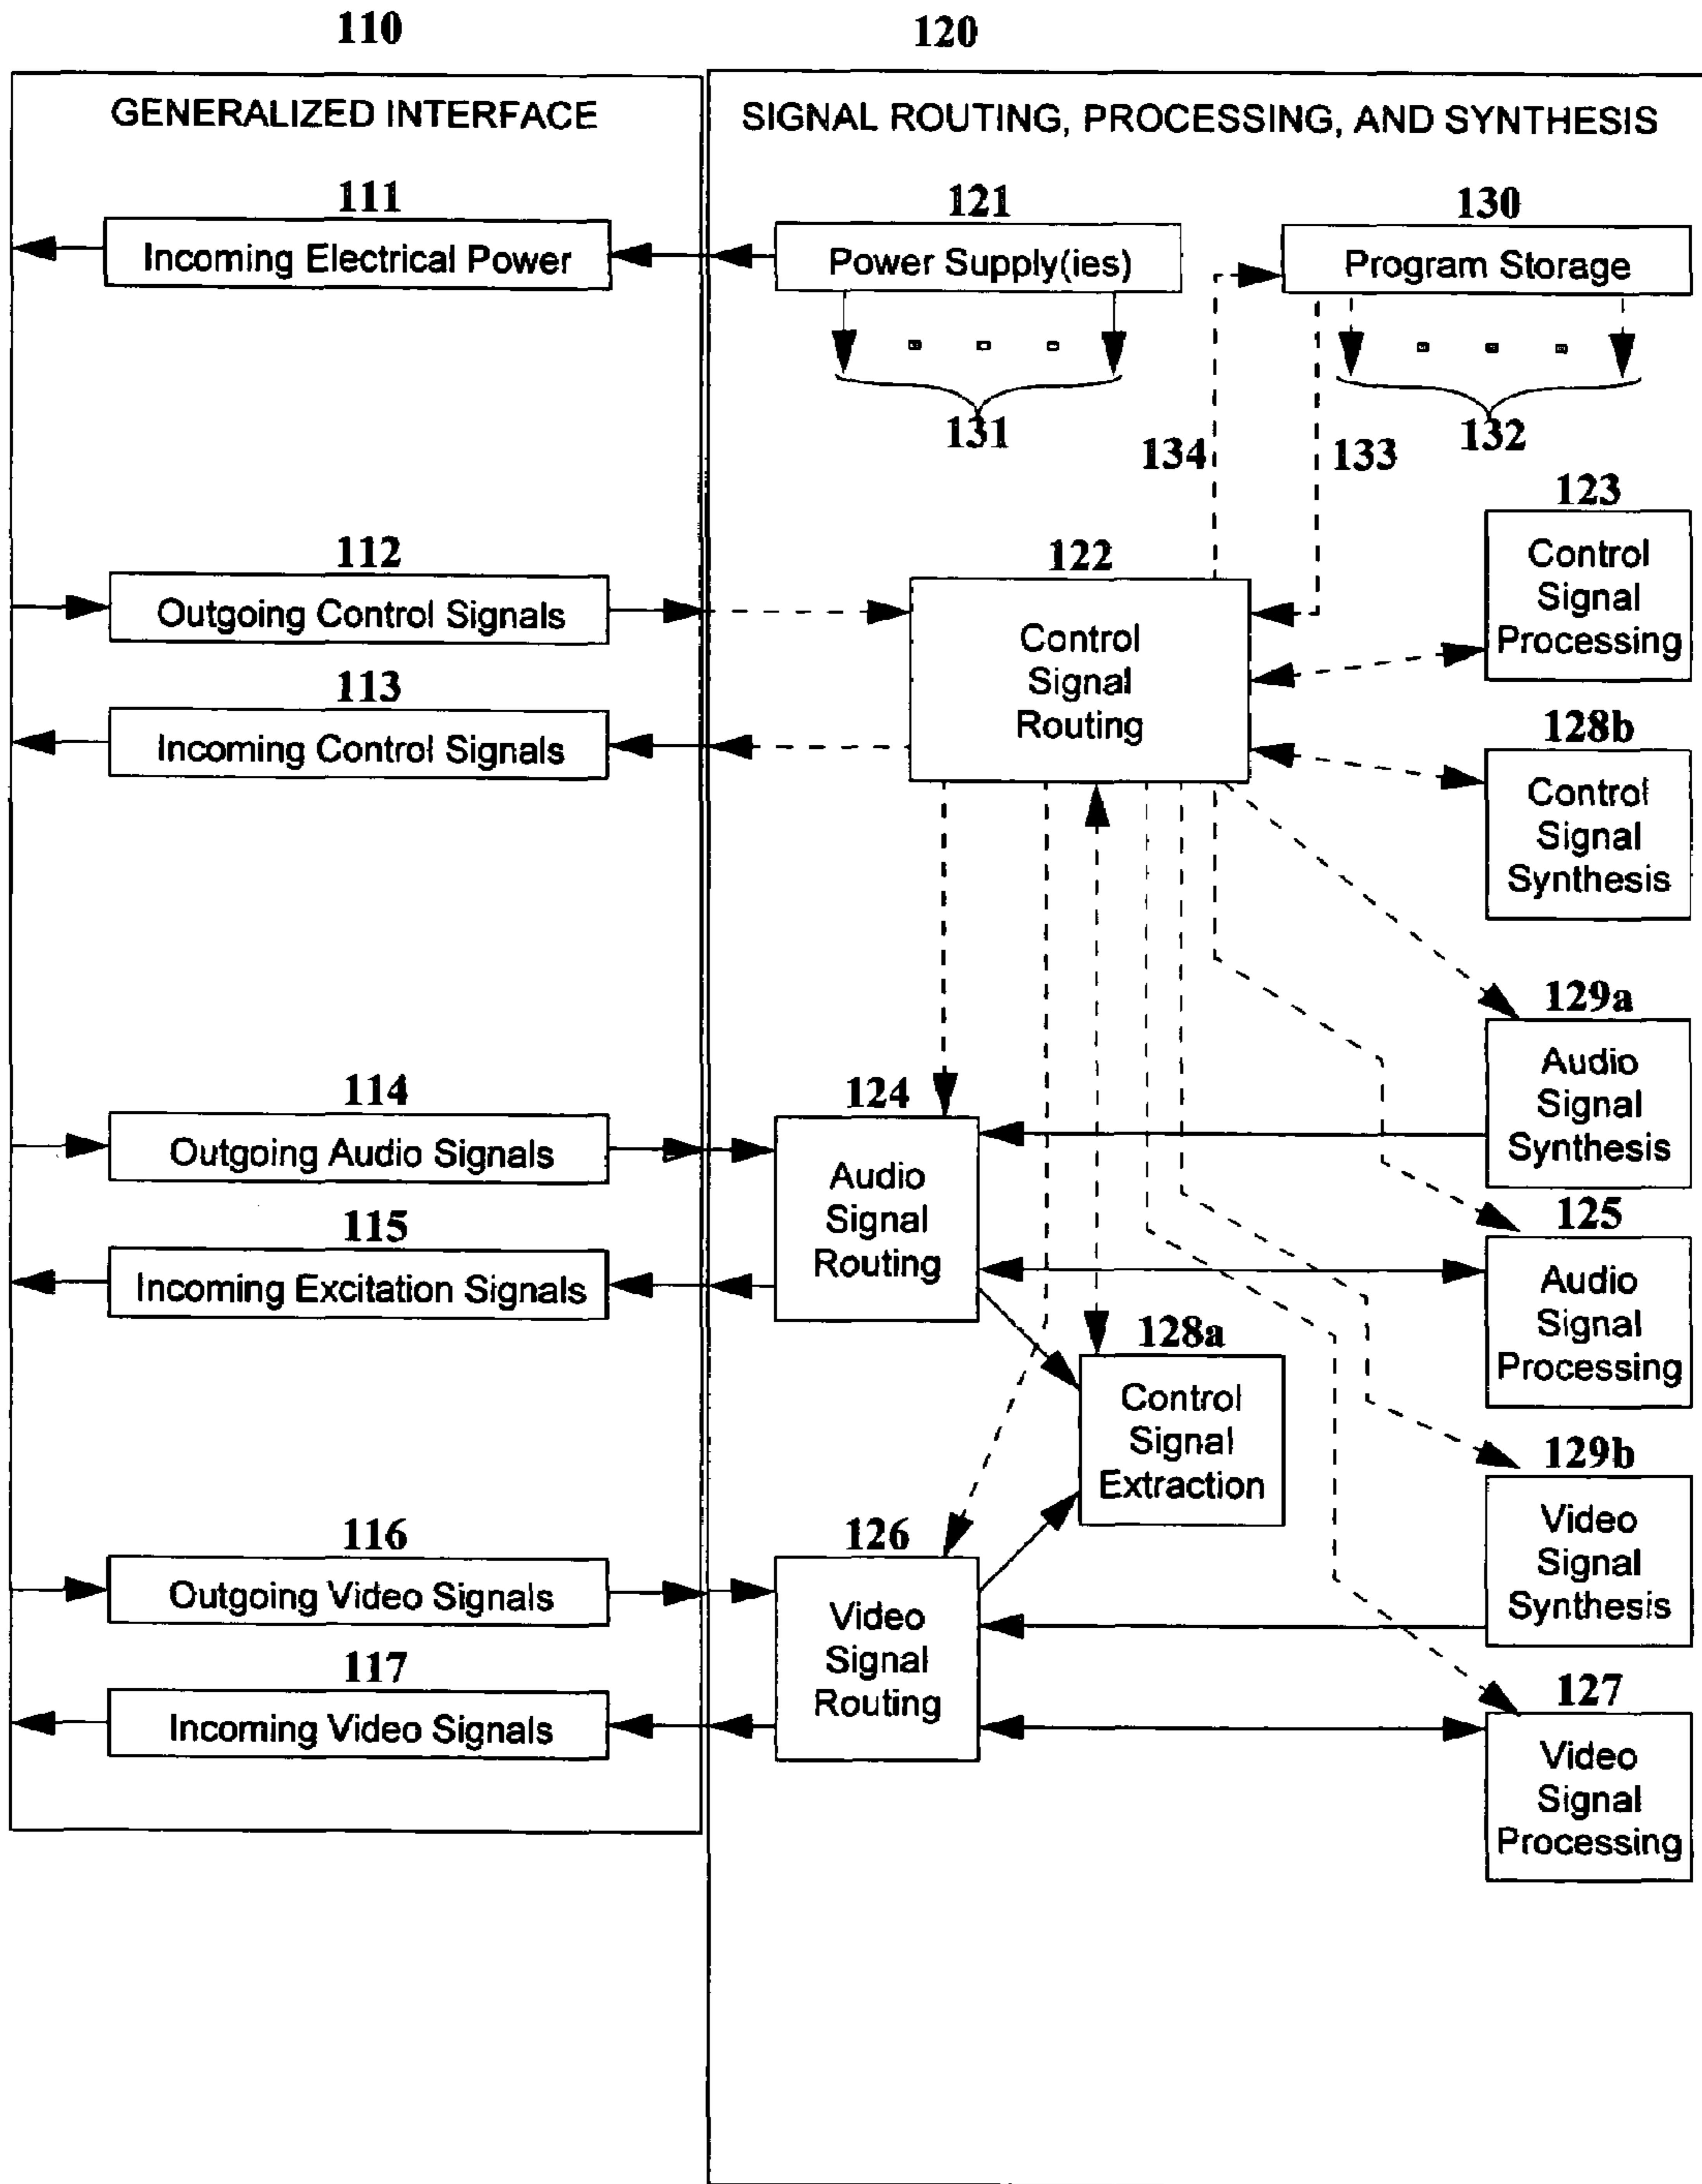 110
120
GENERALIZED INTERFACE
SIGNAL ROUTING, PROCESSING, AND SYNTHESIS
111
Incoming Electrical Power
121
Power Supply(ies)
130
Program Storage
131
132
134
133
123
Control
Signal
Processing
112
Outgoing Control Signals
122
Control
Signal
Routing
113
Incoming Control Signals
128b
Control
Signal
Synthesis
129a
Audio
Signal
Synthesis
114
Outgoing Audio Signals
124
Audio
Signal
Routing
115
Incoming Excitation Signals
125
Audio
Signal
Processing
128a
Control
Signal
Extraction
129b
Video
Signal
Synthesis
116
Outgoing Video Signals
126
Video
Signal
Routing
117
Incoming Video Signals
127
Video
Signal
Processing